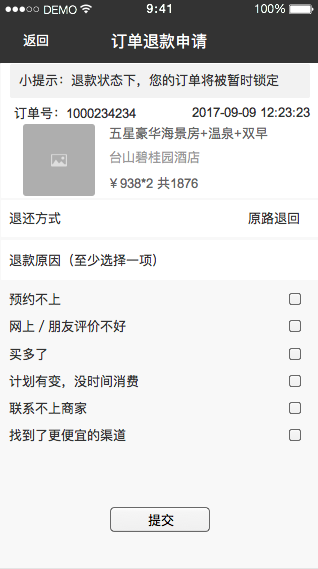 DEMO 9:41 100%
返回 订单退款申请
小提示：退款状态下，您的订单将被暂时锁定
订单号：1000234234 2017-09-09 12:23:23
五星豪华海景房+温泉+双早
台山碧桂园酒店
￥938*2 共1876
退还方式 原路退回
退款原因（至少选择一项）
预约不上
网上 / 朋友评价不好
买多了
计划有变，没时间消费
联系不上商家
找到了更便宜的渠道
提交